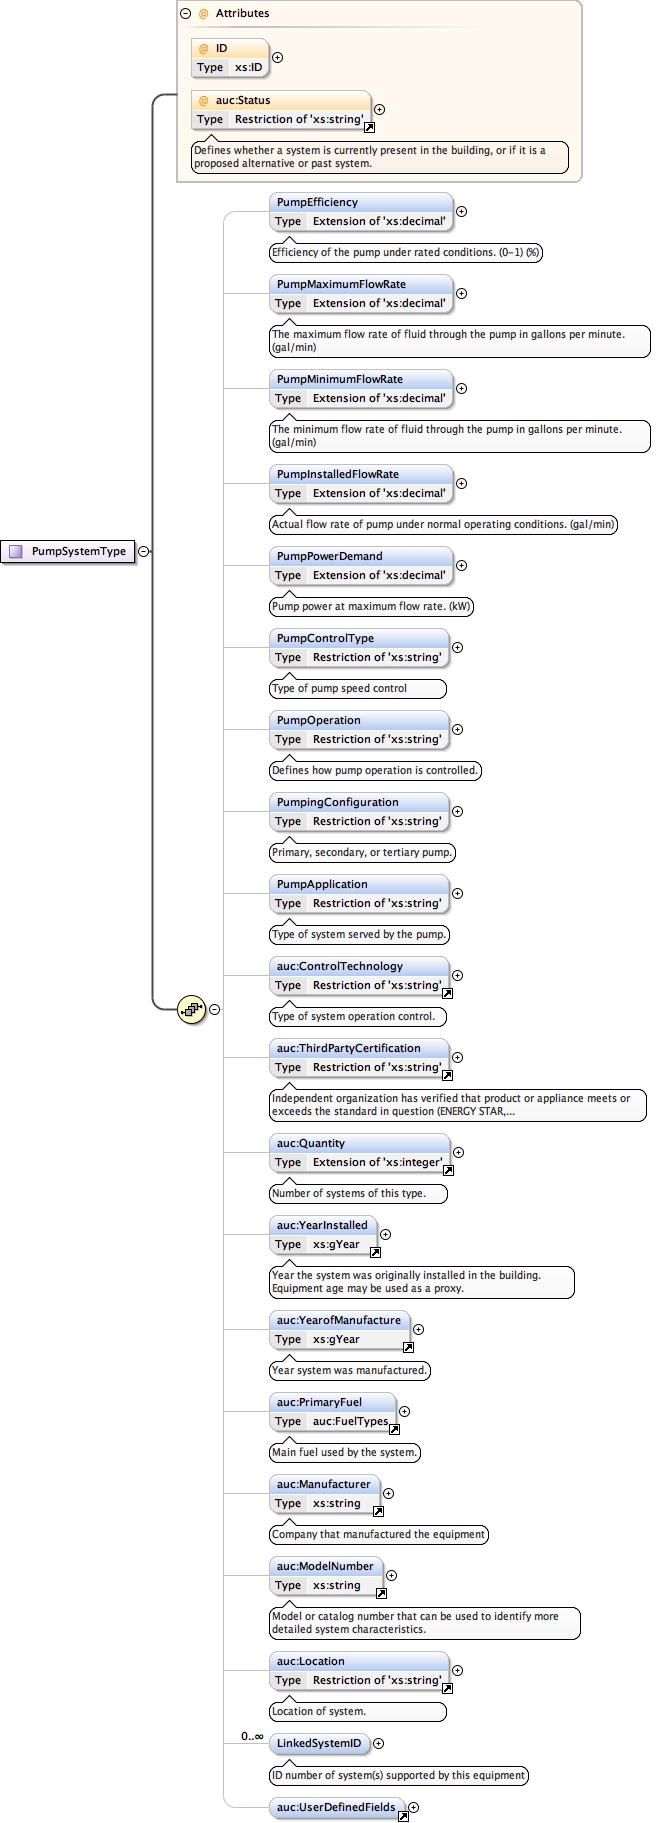 Attributes
@ ID
Type xs:ID
@ auc:Status
Type Restriction of 'xs:string'
Defines whether a system is currently present in the building, or if it is a
proposed alternative or past system.
PumpEfficiency
Type Extension of 'xs:decimal'
Efficiency of the pump under rated conditions. (0-1) (%)
PumpMaximumFlowRate
Type Extension of 'xs:decimal'
The maximum flow rate of fluid through the pump in gallons per minute.
(gal/min)
PumpMinimumFlowRate
Type Extension of 'xs:decimal'
The minimum flow rate of fluid through the pump in gallons per minute.
(gal/min)
PumpInstalledFlowRate
Type Extension of 'xs:decimal'
Actual flow rate of pump under normal operating conditions. (gal/min)
PumpSystemType
PumpPowerDemand
Type Extension of 'xs:decimal'
Pump power at maximum flow rate. (kW)
PumpControlType
Type Restriction of 'xs:string'
Type of pump speed control
PumpOperation
Type Restriction of 'xs:string'
Defines how pump operation is controlled.
PumpingConfiguration
Type Restriction of 'xs:string'
Primary, secondary, or tertiary pump.
PumpApplication
Type Restriction of 'xs:string'
Type of system served by the pump.
auc:ControlTechnology
Type Restriction of 'xs:string'
Type of system operation control.
auc:ThirdPartyCertification
Type Restriction of 'xs:string'
Independent organization has verified that product or appliance meets or
exceeds the standard in question (ENERGY STAR,...
auc:Quantity
Type Extension of 'xs:integer'
Number of systems of this type.
auc:YearInstalled
Type xs:gYear
Year the system was originally installed in the building.
Equipment age may be used as a proxy.
auc:YearofManufacture
Type xs:gYear
Year system was manufactured.
auc:PrimaryFuel
Type auc:FuelTypes
Main fuel used by the system.
auc:Manufacturer
Type xs:string
Company that manufactured the equipment
auc:ModelNumber
Type xs:string
Model or catalog number that can be used to identify more
detailed system characteristics.
auc:Location
Type Restriction of 'xs:string'
Location of system.
0..∞
LinkedSystemID
ID number of system(s) supported by this equipment
auc:UserDefinedFields